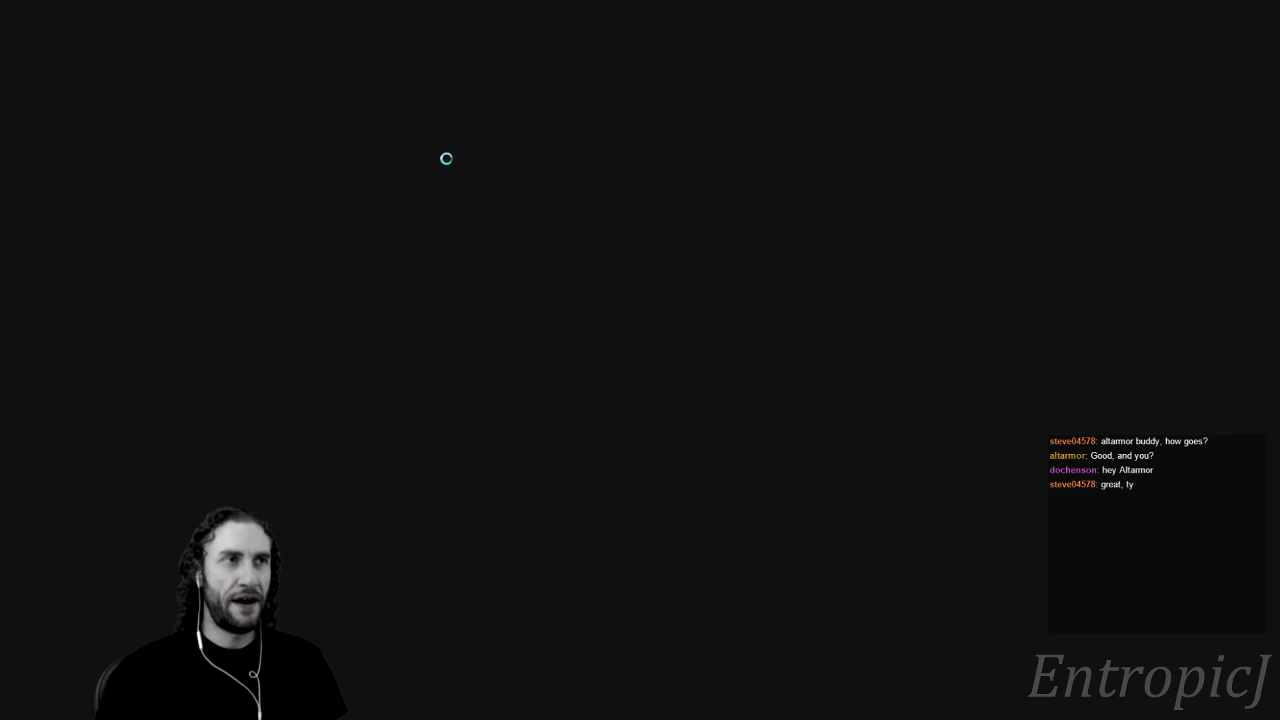 steve04578: altarmor buddy, how goes?
altarmor: Good, and you?
dochenson: hey Altarmor
steve04578: great, ty
EntropicJ